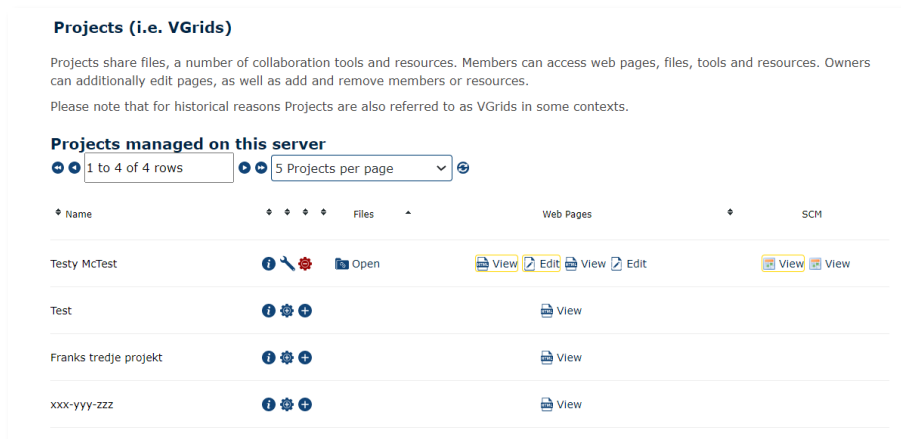 Projects (i.e. VGrids)
Projects share files, a number of collaboration tools and resources. Members can access web pages, files, tools and resources. Owners
can additionally edit pages, as well as add and remove members or resources.
Please note that for historical reasons Projects are also referred to as VGrids in some contexts.
Projects managed on this server
1 to 4 of 4 rows 5 Projects per page
Name Files Web Pages SCM
Testy McTest Open View Edit View Edit View View
Test View
Franks tredje projekt View
xxx-yyy-zzz View